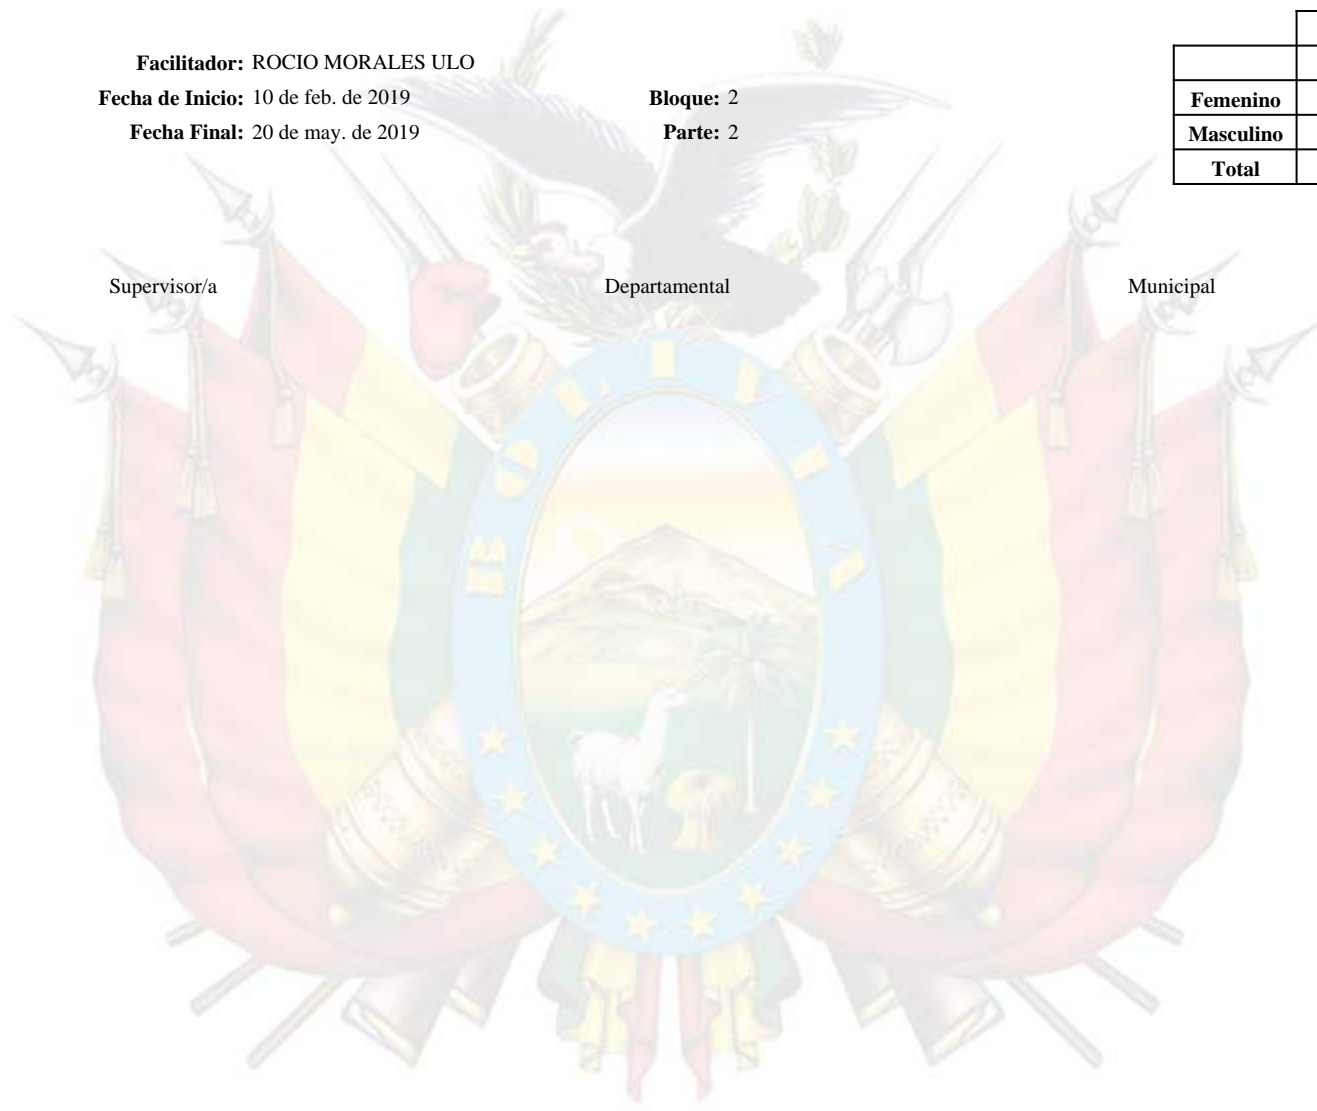 Facilitador: ROCIO MORALES ULO
Fecha de Inicio: 10 de feb. de 2019 Bloque: 2
Femenino
Fecha Final: 20 de may. de 2019 Parte: 2
Masculino
Total
Supervisor/a Departamental Municipal
BOLIVIA